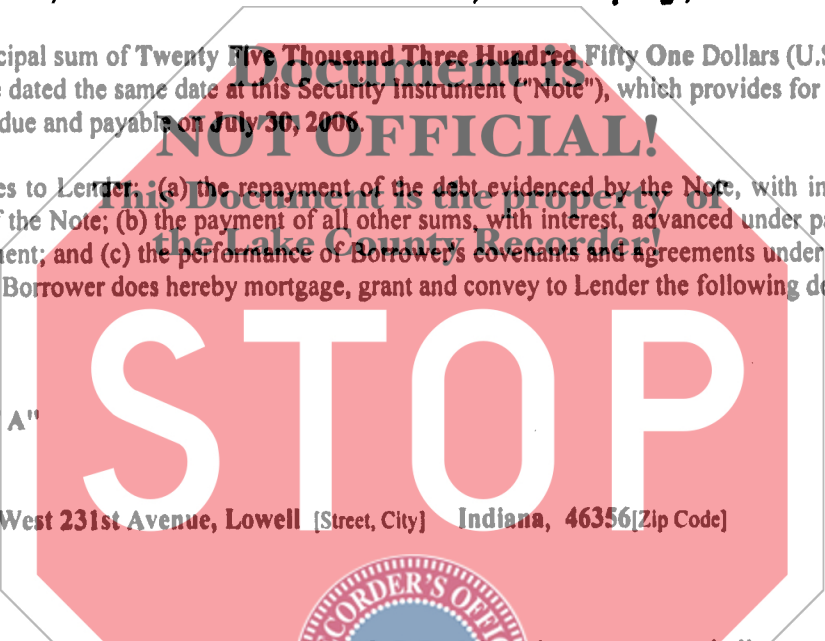 cipal sum of Twenty Five Thousand Three Hundred Fifty One Dollars (U.S
Document is
dated the same date at this Security Instrument ("Note"), which provides for
due and payable on July 30, 2006.
NOT OFFICIAL!
es to Lender: (a) the repayment of the debt evidenced by the Note, with in
This Document is the property of
f the Note; (b) the payment of all other sums, with interest, advanced under pa
the Lake County Recorder!
ent; and (c) the performance of Borrower's covenants and agreements under
Borrower does hereby mortgage, grant and convey to Lender the following de
STOP
A"
West 231st Avenue, Lowell [Street, City] Indiana, 46356[Zip Code]
CORDER'S OFFI